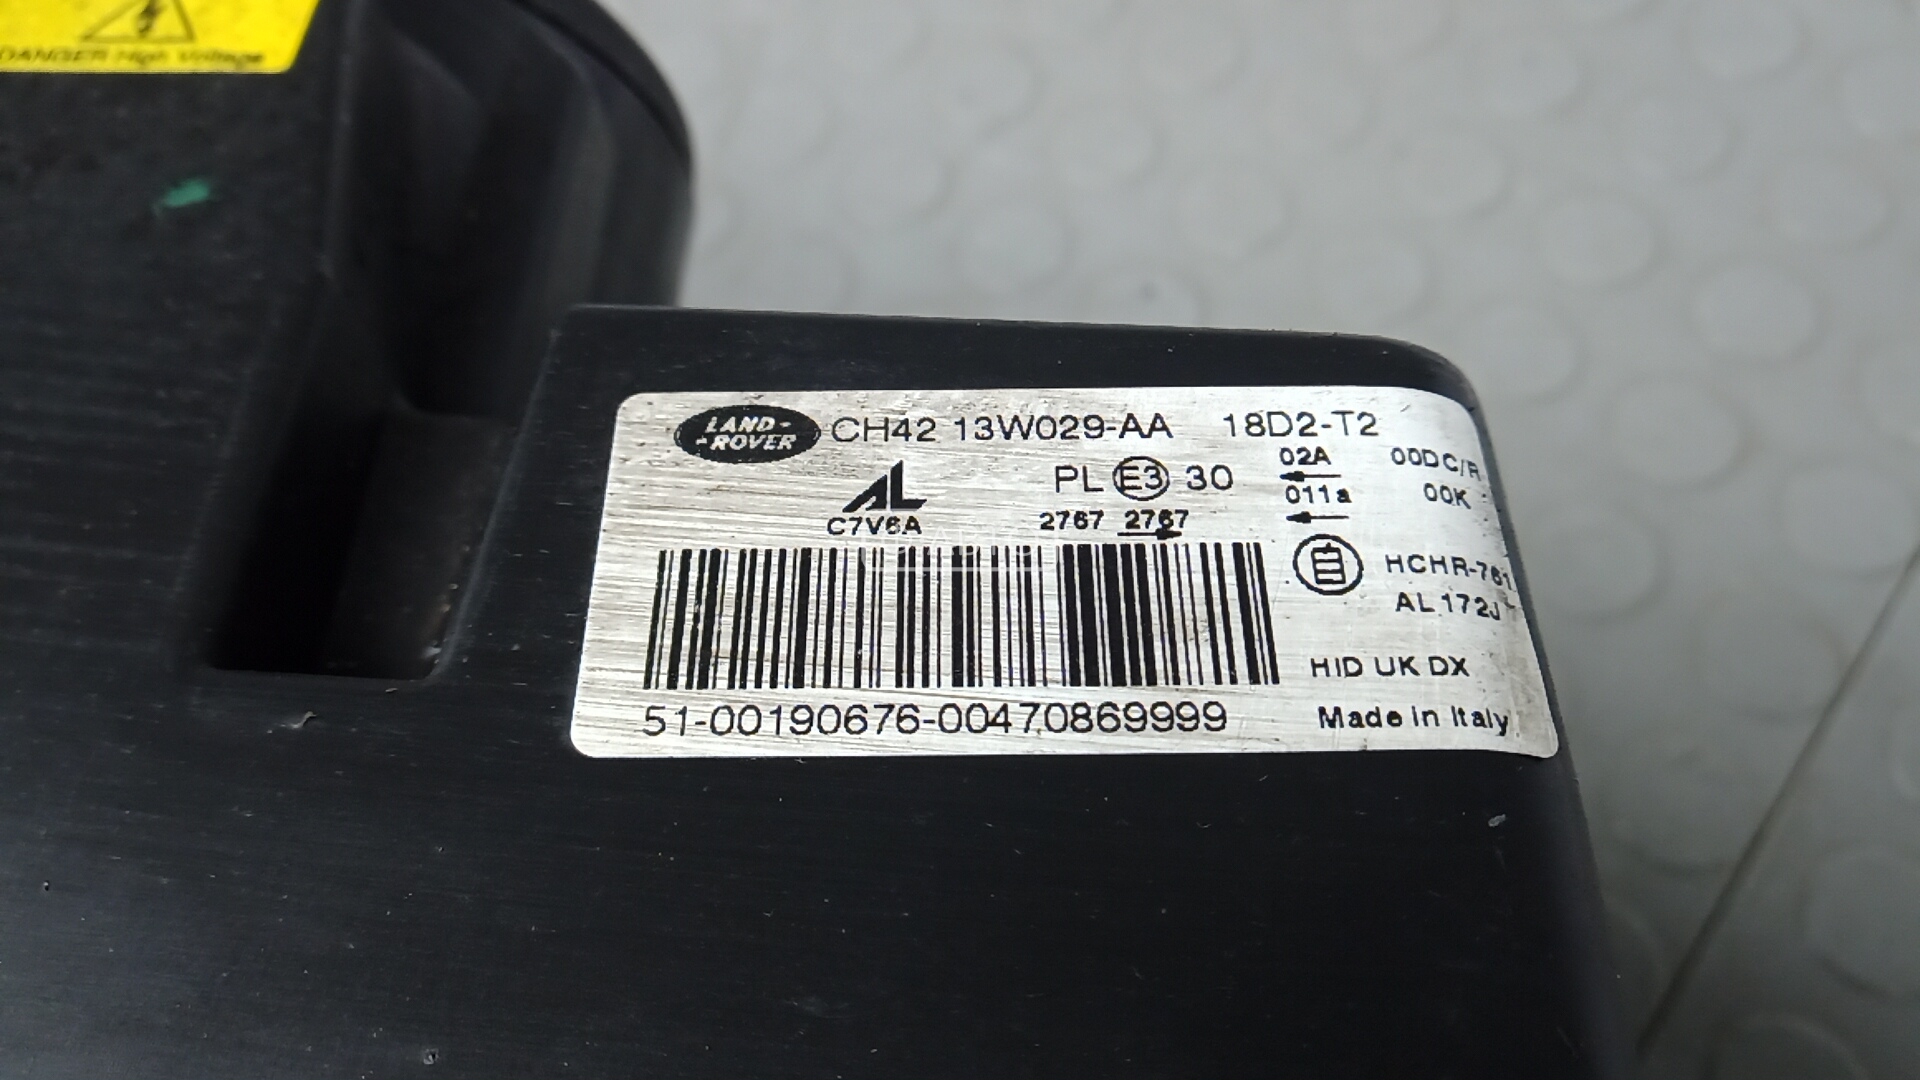 DANGER High Voltage
LAND-
-ROVER
CH42 13W029-AA 18D2-T2
AL
C7V6A
PL E3 30
2767 2767
02A 00DC/R
011a 00K
HCHR-761
AL 172J
HID UK DX
51-00190676-00470869999
Made in Italy